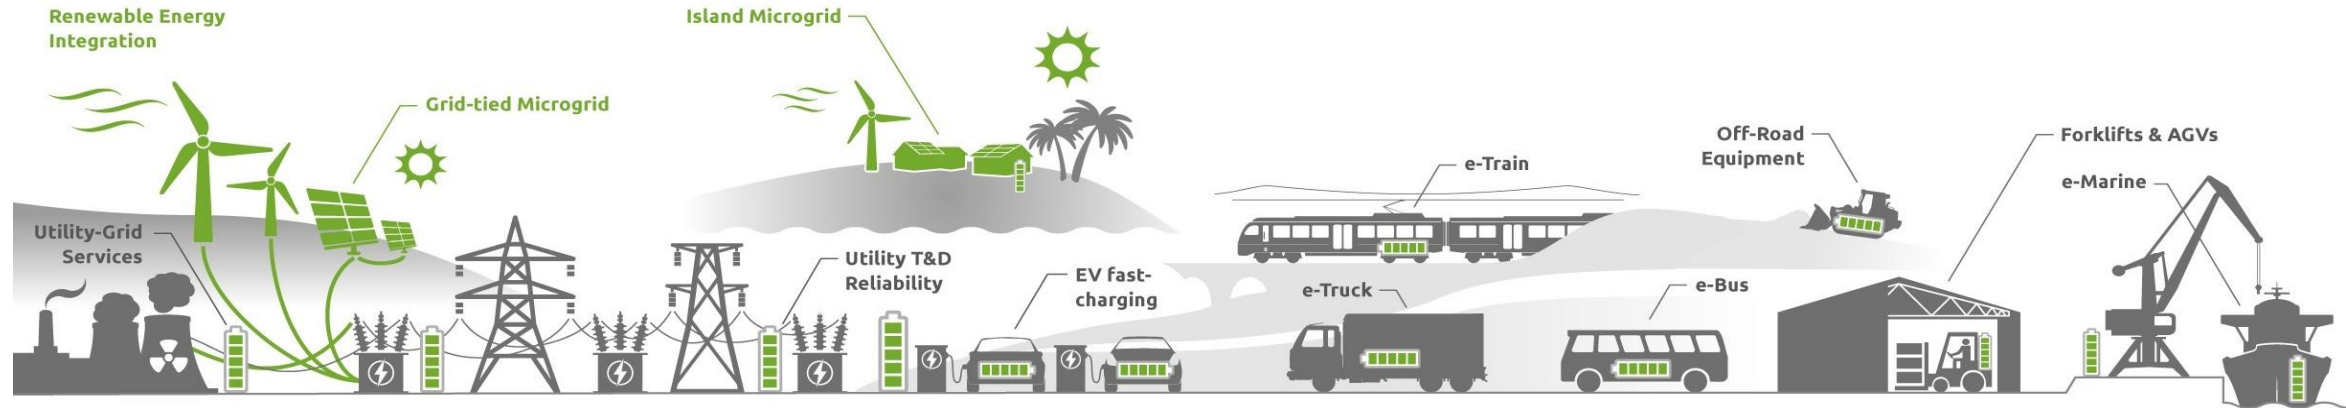 Renewable Energy
Integration
Grid-tied Microgrid
Utility-Grid
Services
Island Microgrid
Utility T&D
Reliability
EV fast-
charging
e-Train
e-Truck
e-Bus
Off-Road
Equipment
Forklifts & AGVs
e-Marine